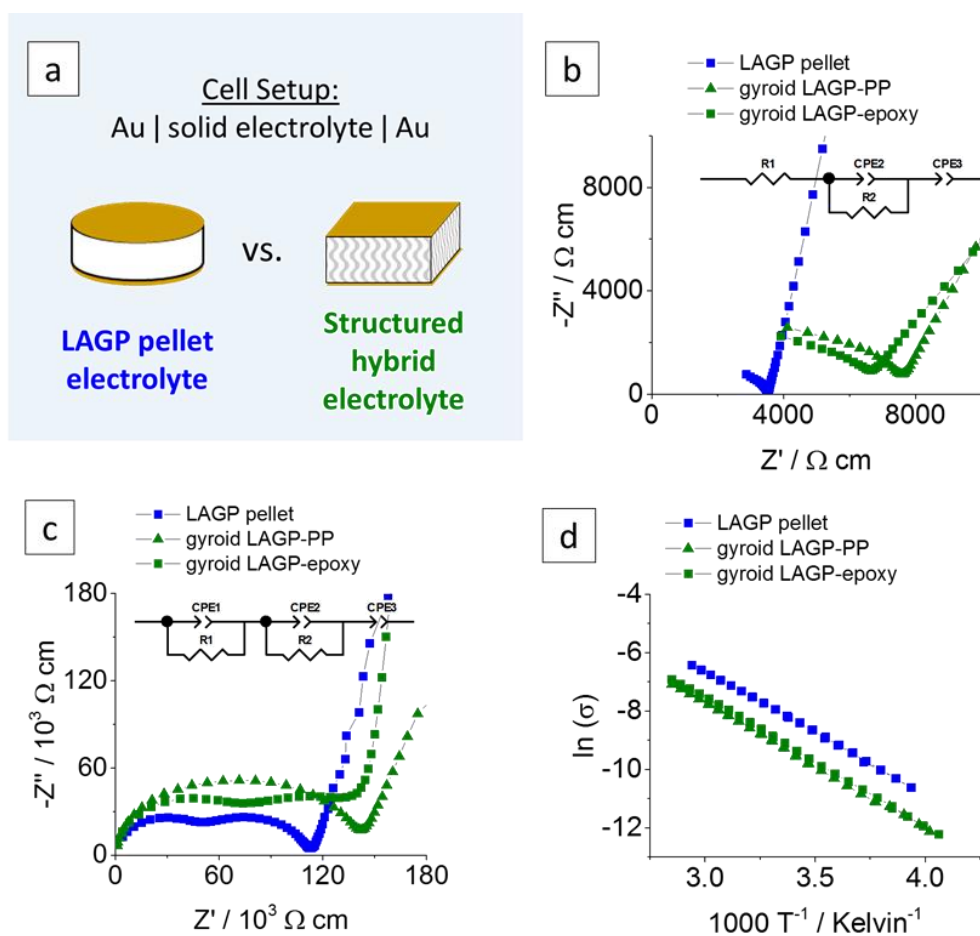 a
Cell Setup:
Au | solid electrolyte | Au
vs.
LAGP pellet
electrolyte
Structured
hybrid
electrolyte
b
LAGP pellet
gyroid LAGP-PP
gyroid LAGP-epoxy
R1
CPE2
CPE3
R2
8000
4000
0
-Z'' / Ω cm
0 4000 8000
Z' / Ω cm
c
LAGP pellet
gyroid LAGP-PP
gyroid LAGP-epoxy
CPE1
CPE2
CPE3
R1
R2
180
120
60
0
-Z'' / 10³ Ω cm
0 60 120 180
Z' / 10³ Ω cm
d
LAGP pellet
gyroid LAGP-PP
gyroid LAGP-epoxy
-4
-6
-8
-10
-12
ln (σ)
3.0 3.5 4.0
1000 T⁻¹ / Kelvin⁻¹